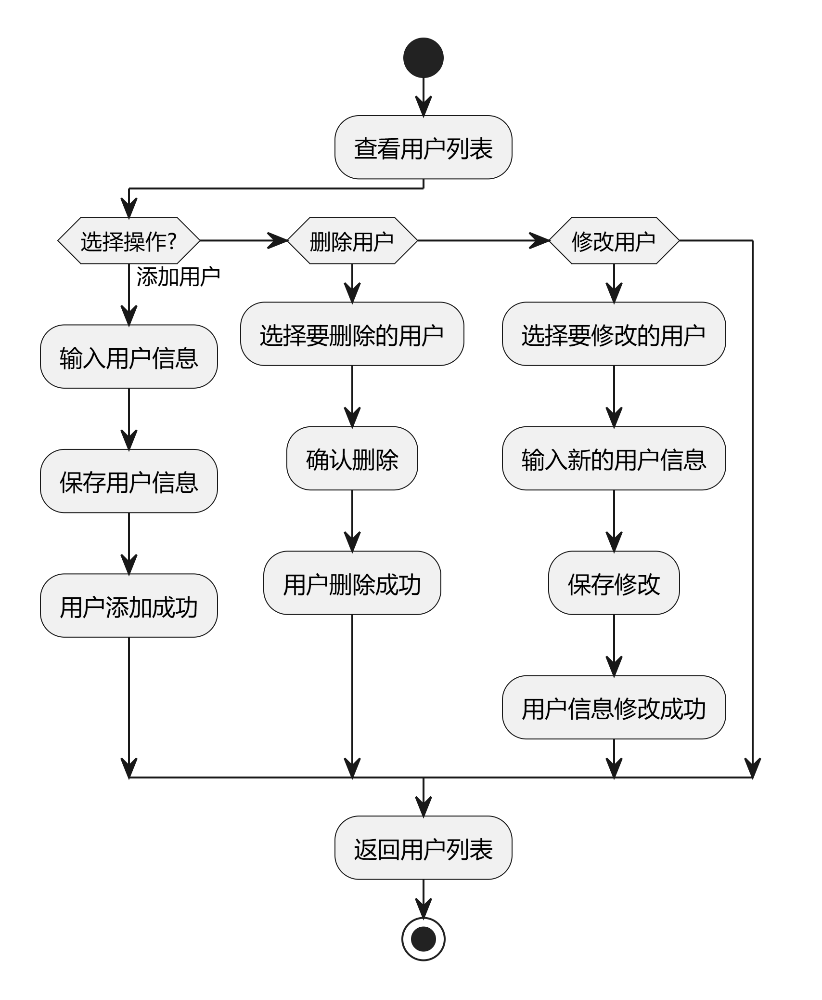 查看用户列表
选择操作?
删除用户
修改用户
添加用户
输入用户信息
保存用户信息
用户添加成功
选择要删除的用户
确认删除
用户删除成功
选择要修改的用户
输入新的用户信息
保存修改
用户信息修改成功
返回用户列表